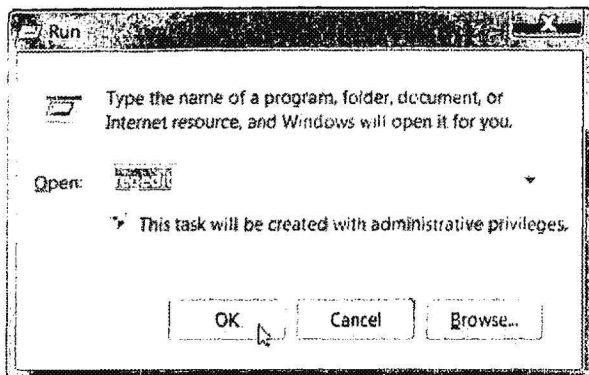 Run
Type the name of a program, folder, document, or
Internet resource, and Windows will open it for you.
Open: regedit
This task will be created with administrative privileges.
OK Cancel Browse...